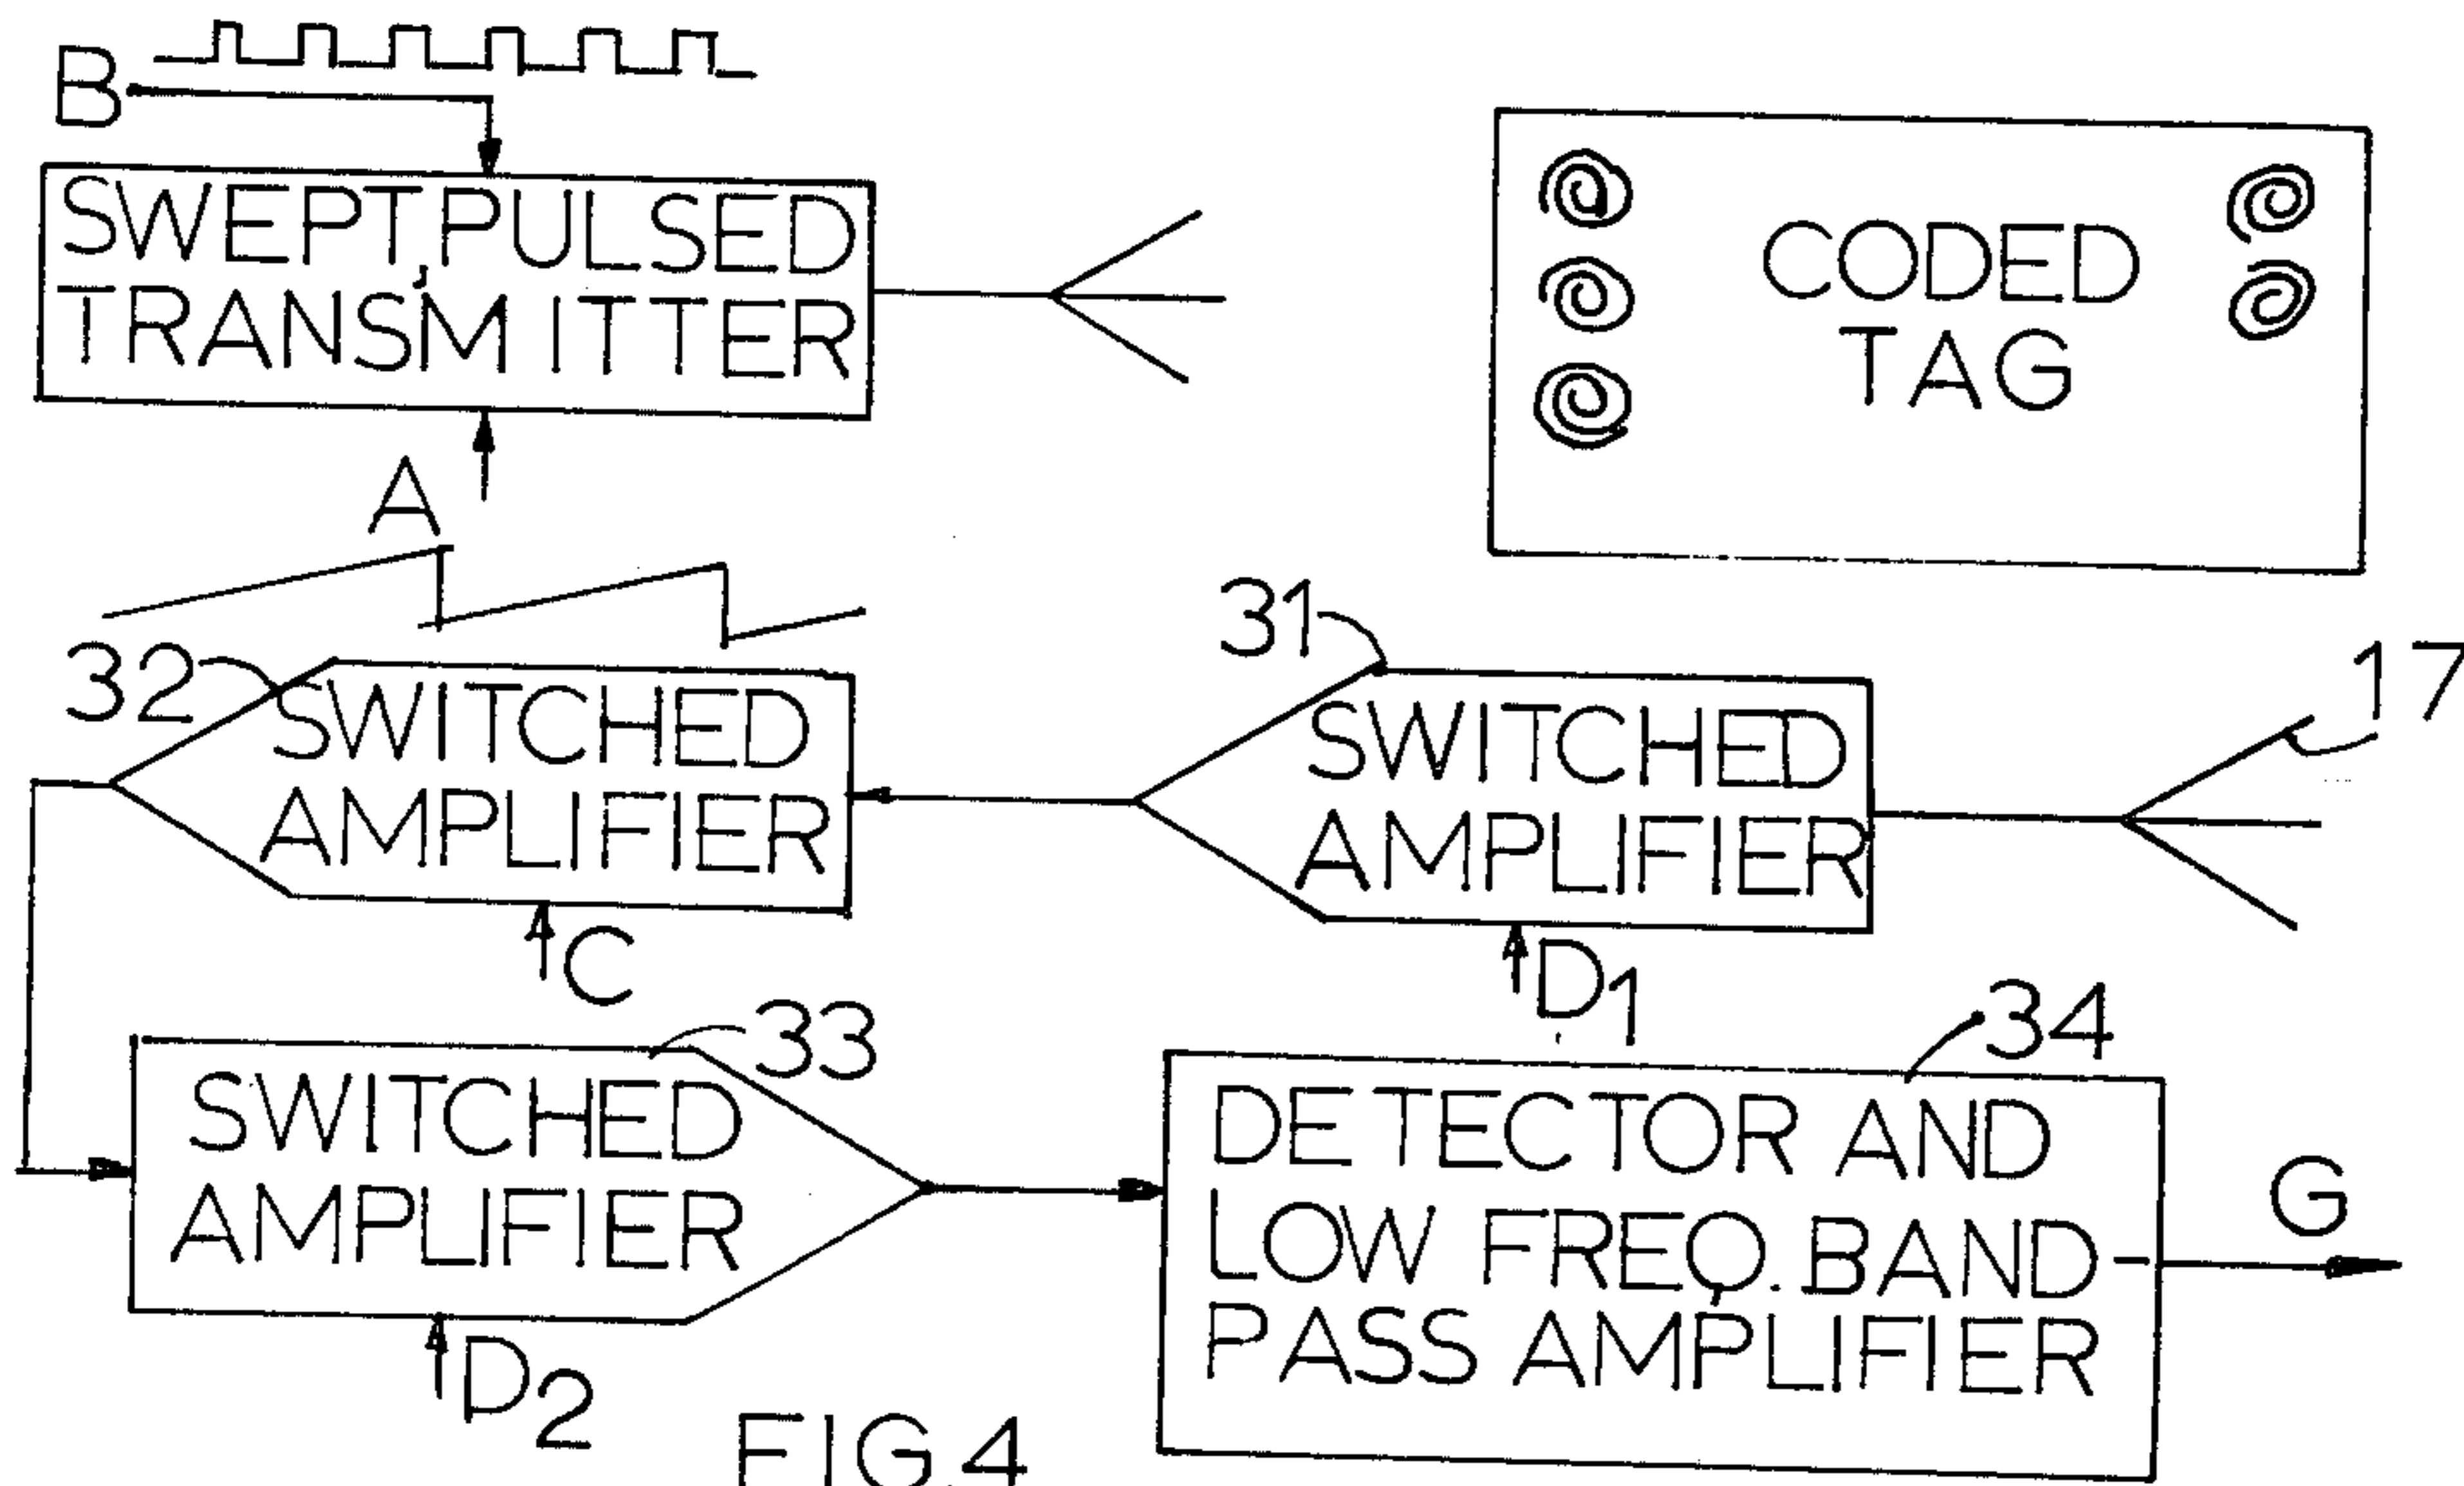 B
SWEPT,PULSED
TRANSMITTER
A
CODED
TAG
32
SWITCHED
AMPLIFIER
C
31
SWITCHED
AMPLIFIER
D1
17
33
SWITCHED
AMPLIFIER
D2
34
DETECTOR AND
LOW FREQ. BAND-
PASS AMPLIFIER
G
FIG.4